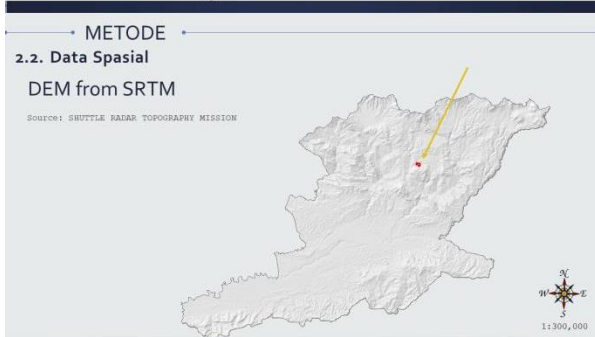 METODE
2.2. Data Spasial
DEM from SRTM
Source: SHUTTLE RADAR TOPOGRAPHY MISSION
N
W E
S
1:300,000